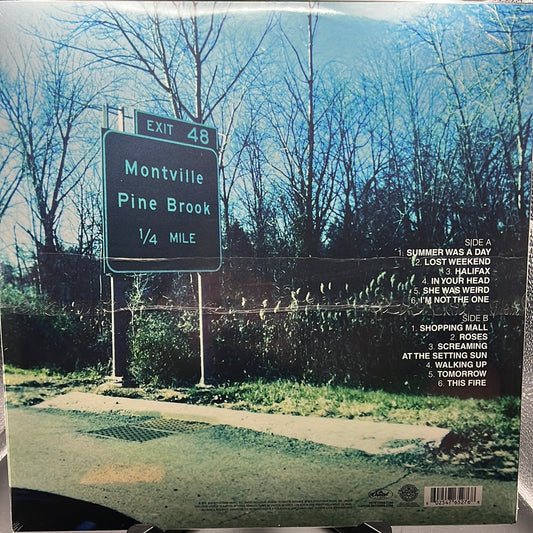 EXIT 48
Montville
Pine Brook
1/4 MILE
SIDE A
1. SUMMER WAS A DAY
2. LOST WEEKEND
3. HALIFAX
4. IN YOUR HEAD
5. SHE WAS WEIRD
6. I'M NOT THE ONE
SIDE B
1. SHOPPING MALL
2. ROSES
3. SCREAMING
AT THE SETTING SUN
4. WALKING UP
5. TOMORROW
6. THIS FIRE
Capitol